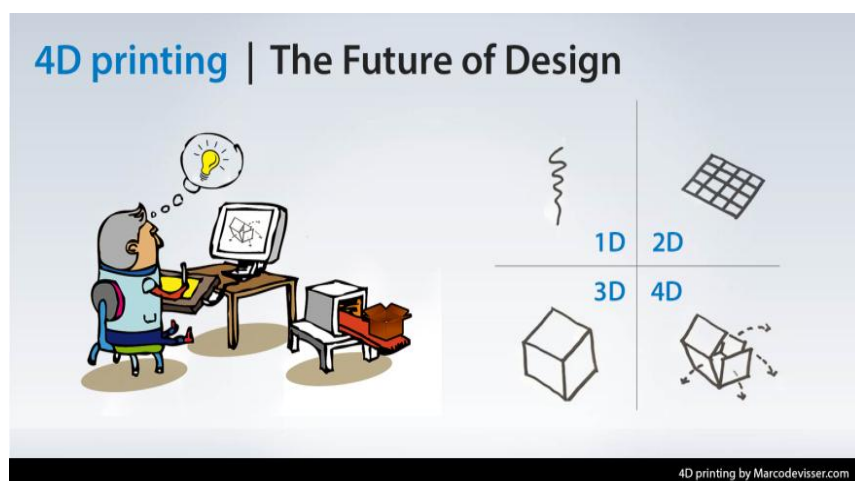 4D printing | The Future of Design
1D
2D
3D
4D
4D printing by Marcodevisser.com